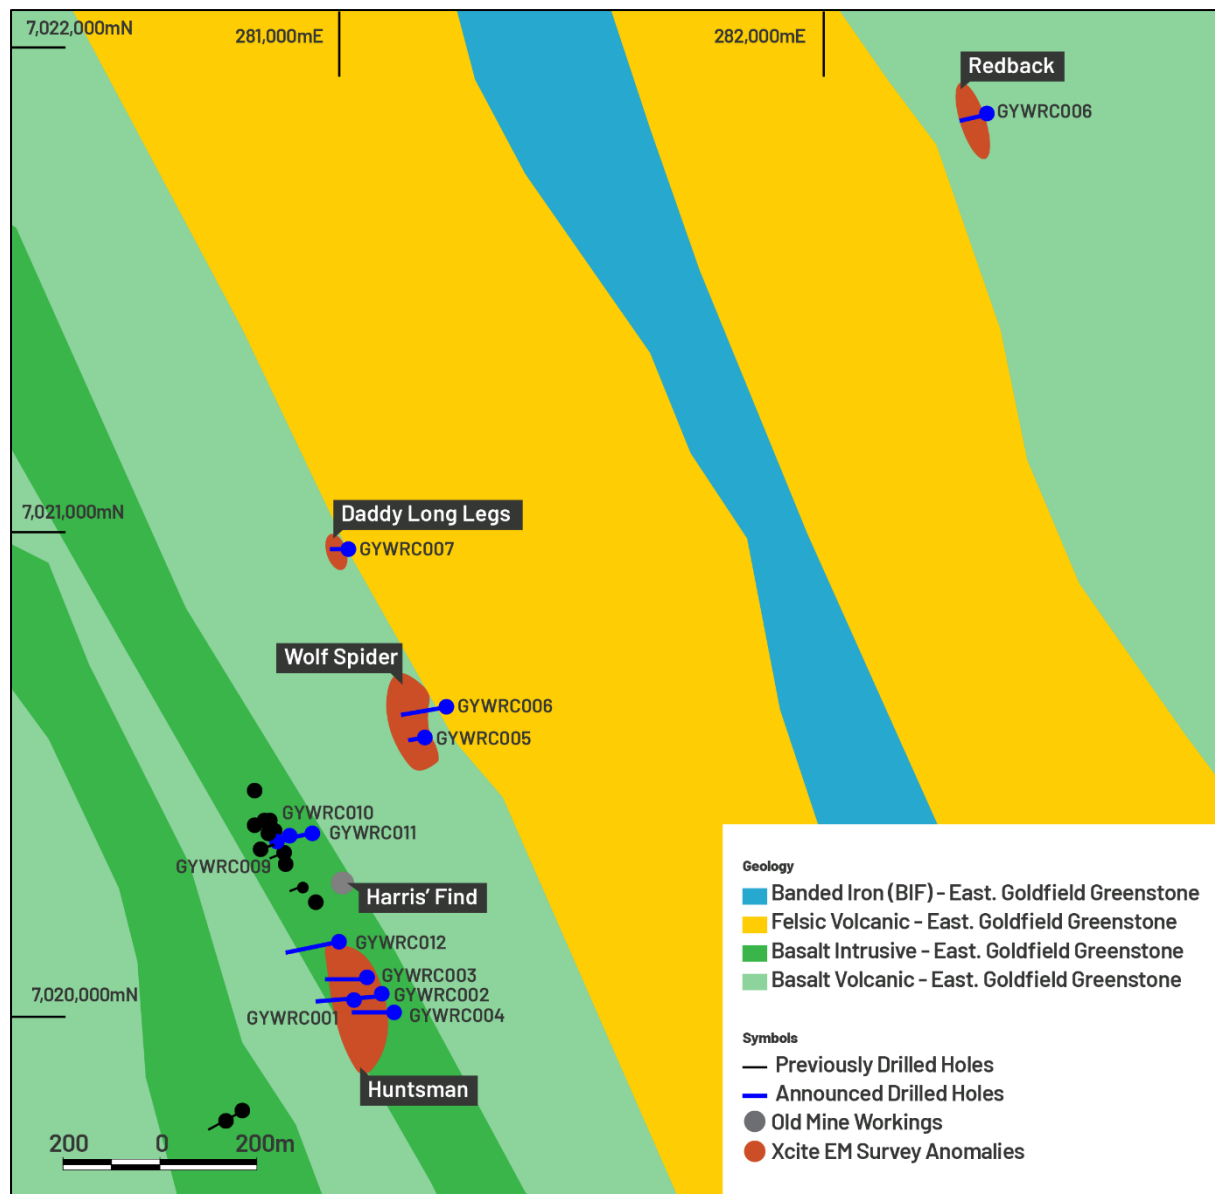 7,022,000mN
281,000mE
282,000mE
Redback
GYWRC006
7,021,000mN
Daddy Long Legs
GYWRC007
Wolf Spider
GYWRC006
GYWRC005
GYWRC010
GYWRC011
GYWRC009
Harris' Find
GYWRC012
GYWRC003
7,020,000mN
GYWRC002
GYWRC001
GYWRC004
Huntsman
200 0 200m
Geology
Banded Iron (BIF) - East. Goldfield Greenstone
Felsic Volcanic - East. Goldfield Greenstone
Basalt Intrusive - East. Goldfield Greenstone
Basalt Volcanic - East. Goldfield Greenstone
Symbols
Previously Drilled Holes
Announced Drilled Holes
Old Mine Workings
Xcite EM Survey Anomalies